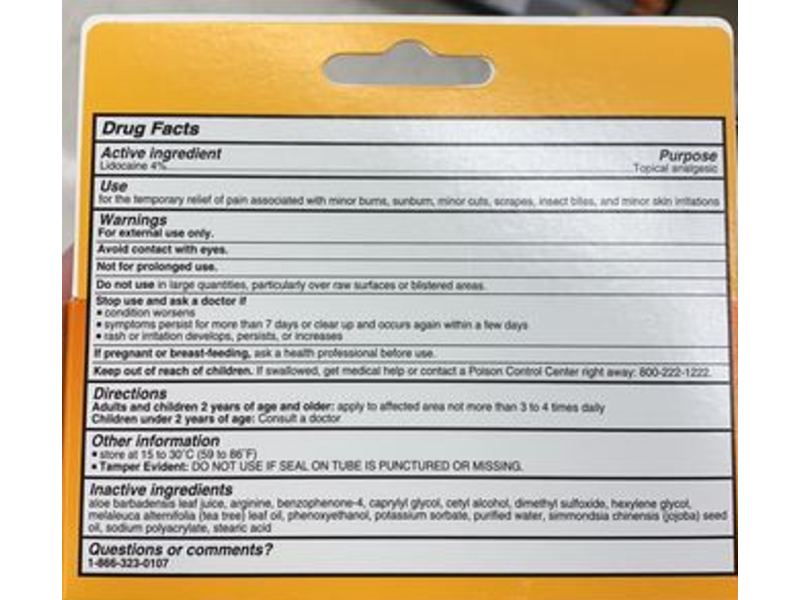 Drug Facts
Active ingredient Purpose
Lidocaine 4% Topical analgesic
Use
for the temporary relief of pain associated with minor burns, sunburn, minor cuts, scrapes, insect bites, and minor skin irritations
Warnings
For external use only.
Avoid contact with eyes.
Not for prolonged use.
Do not use in large quantities, particularly over raw surfaces or blistered areas.
Stop use and ask a doctor if
▪ condition worsens
▪ symptoms persist for more than 7 days or clear up and occurs again within a few days
▪ rash or irritation develops, persists, or increases
If pregnant or breast-feeding, ask a health professional before use.
Keep out of reach of children. If swallowed, get medical help or contact a Poison Control Center right away: 800-222-1222.
Directions
Adults and children 2 years of age and older: apply to affected area not more than 3 to 4 times daily
Children under 2 years of age: Consult a doctor
Other information
▪ store at 15 to 30°C (59 to 86°F)
▪ Tamper Evident: DO NOT USE IF SEAL ON TUBE IS PUNCTURED OR MISSING.
Inactive ingredients
aloe barbadensis leaf juice, arginine, benzophenone-4, caprylyl glycol, cetyl alcohol, dimethyl sulfoxide, hexylene glycol,
melaleuca alternifolia (tea tree) leaf oil, phenoxyethanol, potassium sorbate, purified water, simmondsia chinensis (jojoba) seed
oil, sodium polyacrylate, stearic acid
Questions or comments?
1-866-323-0107